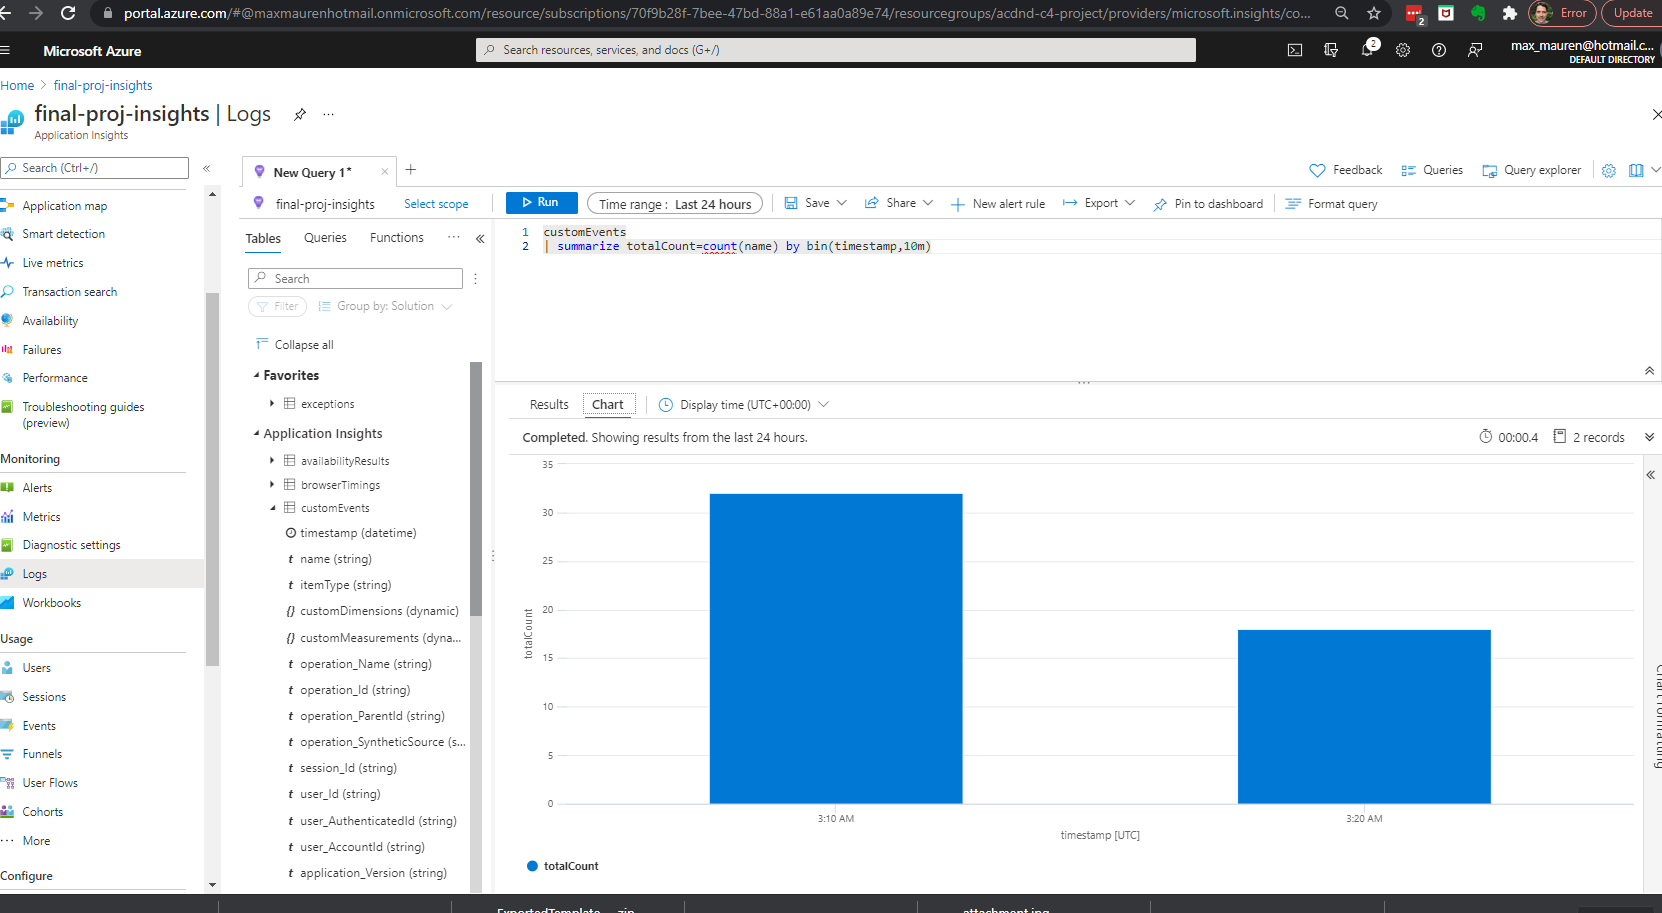 portal.azure.com/#@maxmaurenhotmail.onmicrosoft.com/resource/subscriptions/70f9b28f-7bee-47bd-88a1-e61aa0a89e74/resourcegroups/acdnd-c4-project/providers/microsoft.insights/co...
2
Error
Update
Microsoft Azure
Search resources, services, and docs (G+/)
2
max_mauren@hotmail.c...
DEFAULT DIRECTORY
Home > final-proj-insights
final-proj-insights | Logs
...
Application Insights
Search (Ctrl+/)
«
Application map
Smart detection
Live metrics
Transaction search
Availability
Failures
Performance
Troubleshooting guides
(preview)
Monitoring
Alerts
Metrics
Diagnostic settings
Logs
Workbooks
Usage
Users
Sessions
Events
Funnels
User Flows
Cohorts
More
Configure
New Query 1*
Feedback
Queries
Query explorer
final-proj-insights
Select scope
Run
Time range : Last 24 hours
Save
Share
New alert rule
Export
Pin to dashboard
Format query
Tables
Queries
Functions
...
«
Search
Filter
Group by: Solution
Collapse all
Favorites
exceptions
Application Insights
availabilityResults
browserTimings
customEvents
timestamp (datetime)
t name (string)
t itemType (string)
{} customDimensions (dynamic)
{} customMeasurements (dyna...
t operation_Name (string)
t operation_Id (string)
t operation_ParentId (string)
t operation_SyntheticSource (s...
t session_Id (string)
t user_Id (string)
t user_AuthenticatedId (string)
t user_AccountId (string)
t application_Version (string)
1 customEvents
2 | summarize totalCount=count(name) by bin(timestamp,10m)
Results
Chart
Display time (UTC+00:00)
Completed. Showing results from the last 24 hours.
00:00.4
2 records
«
35
30
25
20
15
10
5
0
totalCount
3:10 AM
3:20 AM
timestamp [UTC]
totalCount
Chart formatting